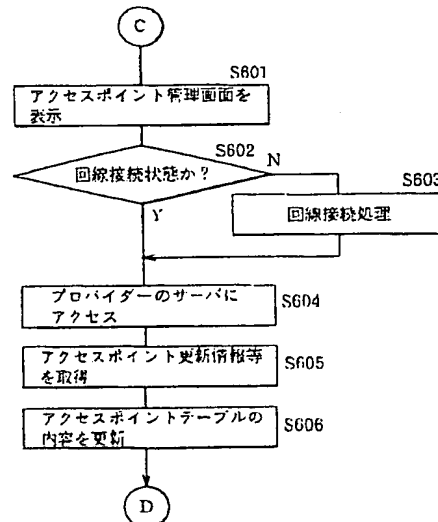 C
S601
アクセスポイント管理画面を
表示
S602
回線接続状態か？
N
Y
S603
回線接続処理
プロバイダーのサーバに
アクセス
S604
アクセスポイント更新情報等
を取得
S605
アクセスポイントテーブルの
内容を更新
S606
D